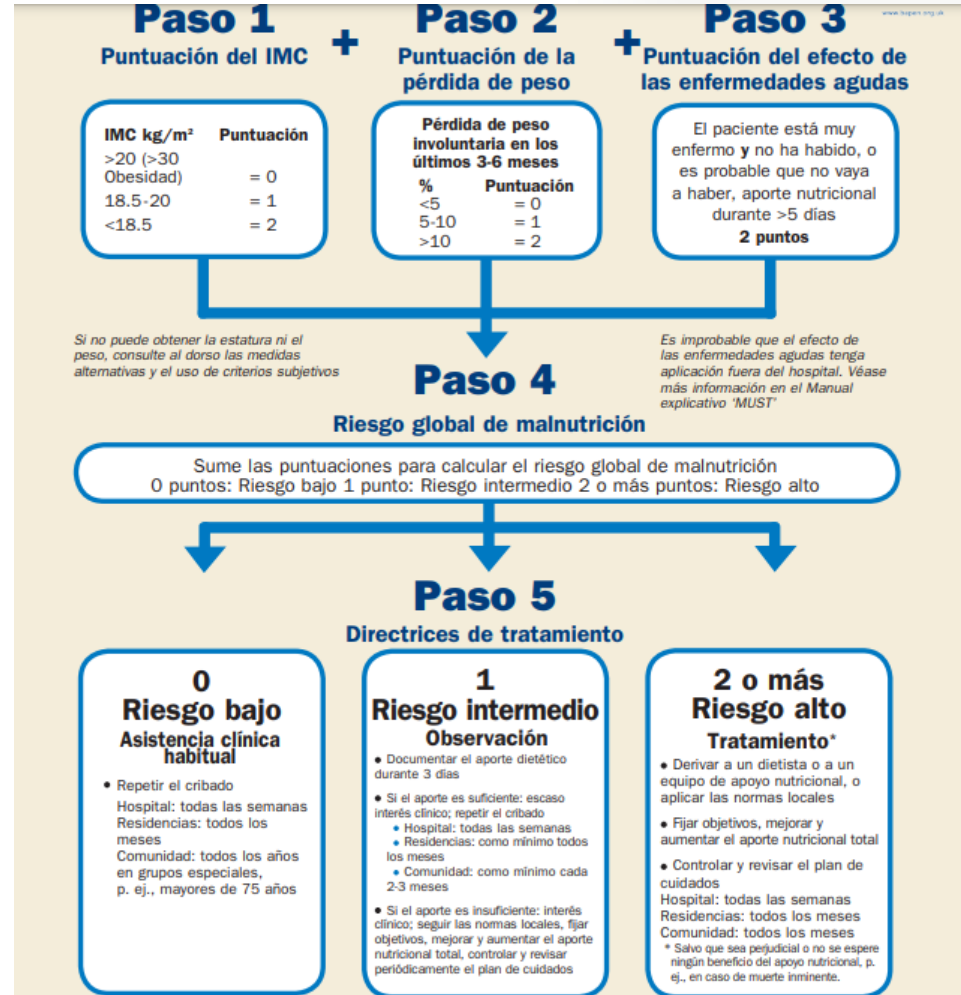 Paso 1
Puntuación del IMC
+
Paso 2
Puntuación de la
pérdida de peso
+
Paso 3
Puntuación del efecto de
las enfermedades agudas
www.bapen.org.uk
IMC kg/m² Puntuación
>20 (>30
Obesidad) = 0
18.5-20 = 1
<18.5 = 2
Pérdida de peso
involuntaria en los
últimos 3-6 meses
% Puntuación
<5 = 0
5-10 = 1
>10 = 2
El paciente está muy
enfermo y no ha habido, o
es probable que no vaya
a haber, aporte nutricional
durante >5 días
2 puntos
Si no puede obtener la estatura ni el
peso, consulte al dorso las medidas
alternativas y el uso de criterios subjetivos
Es improbable que el efecto de
las enfermedades agudas tenga
aplicación fuera del hospital. Véase
más información en el Manual
explicativo ‘MUST’
Paso 4
Riesgo global de malnutrición
Sume las puntuaciones para calcular el riesgo global de malnutrición
0 puntos: Riesgo bajo 1 punto: Riesgo intermedio 2 o más puntos: Riesgo alto
Paso 5
Directrices de tratamiento
0
Riesgo bajo
Asistencia clínica
habitual
• Repetir el cribado
Hospital: todas las semanas
Residencias: todos los
meses
Comunidad: todos los años
en grupos especiales,
p. ej., mayores de 75 años
1
Riesgo intermedio
Observación
• Documentar el aporte dietético
durante 3 días
• Si el aporte es suficiente: escaso
interés clínico; repetir el cribado
• Hospital: todas las semanas
• Residencias: como mínimo todos
los meses
• Comunidad: como mínimo cada
2-3 meses
• Si el aporte es insuficiente: interés
clínico; seguir las normas locales, fijar
objetivos, mejorar y aumentar el aporte
nutricional total, controlar y revisar
periódicamente el plan de cuidados
2 o más
Riesgo alto
Tratamiento*
• Derivar a un dietista o a un
equipo de apoyo nutricional, o
aplicar las normas locales
• Fijar objetivos, mejorar y
aumentar el aporte nutricional total
• Controlar y revisar el plan de
cuidados
Hospital: todas las semanas
Residencias: todos los meses
Comunidad: todos los meses
* Salvo que sea perjudicial o no se espere
ningún beneficio del apoyo nutricional, p.
ej., en caso de muerte inminente.